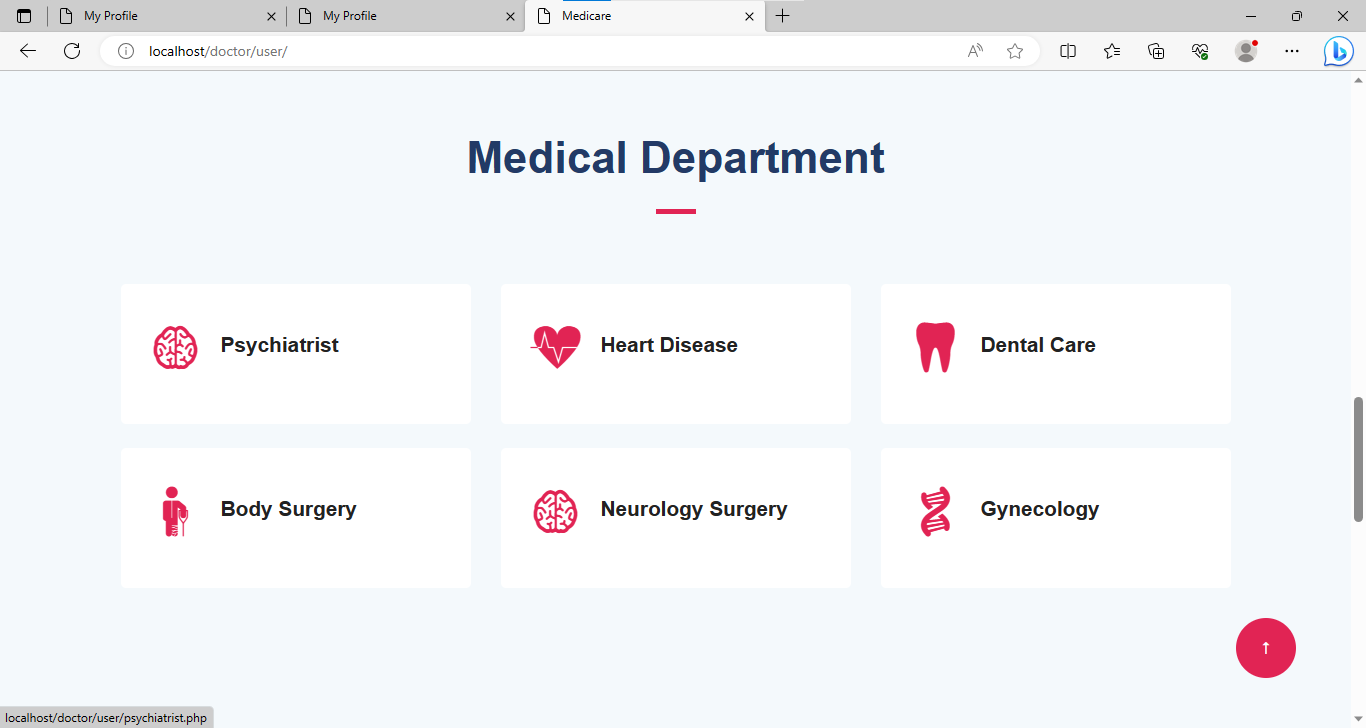 My Profile
My Profile
Medicare
localhost/doctor/user/
Medical Department
Psychiatrist
Heart Disease
Dental Care
Body Surgery
Neurology Surgery
Gynecology
localhost/doctor/user/psychiatrist.php